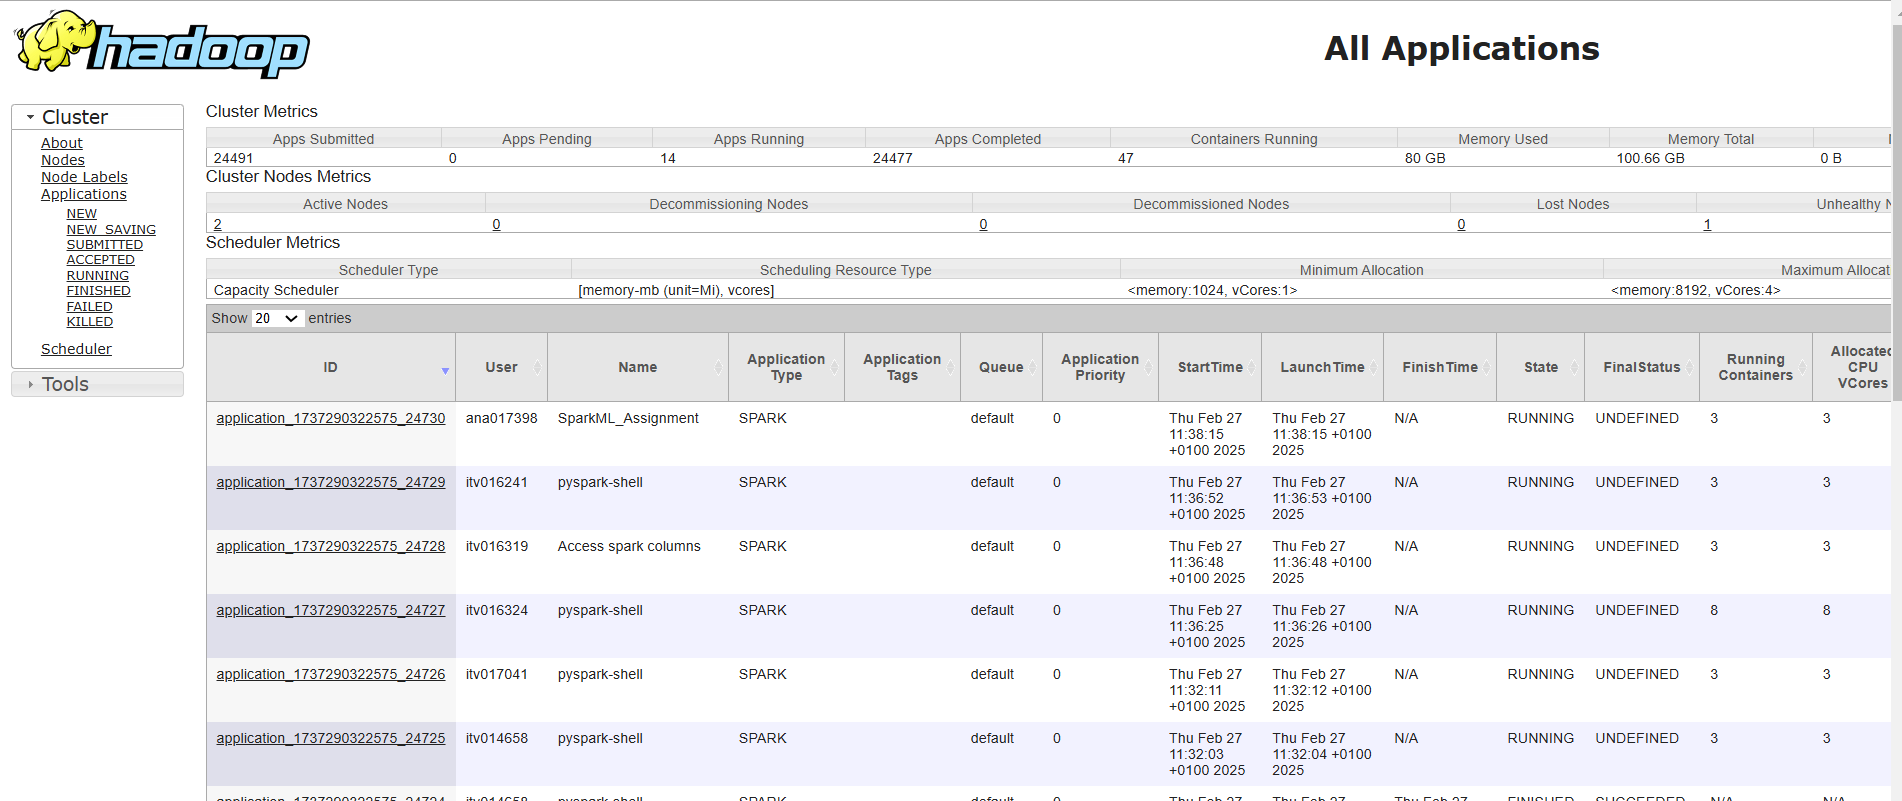 hadoop
All Applications
Cluster
About
Nodes
Node Labels
Applications
NEW
NEW_SAVING
SUBMITTED
ACCEPTED
RUNNING
FINISHED
FAILED
KILLED
Scheduler
Tools
Cluster Metrics
Apps Submitted Apps Pending Apps Running Apps Completed Containers Running Memory Used Memory Total
24491 0 14 24477 47 80 GB 100.66 GB 0 B
Cluster Nodes Metrics
Active Nodes Decommissioning Nodes Decommissioned Nodes Lost Nodes Unhealthy N
2 0 0 0 1
Scheduler Metrics
Scheduler Type Scheduling Resource Type Minimum Allocation Maximum Allocat
Capacity Scheduler [memory-mb (unit=Mi), vcores] <memory:1024, vCores:1> <memory:8192, vCores:4>
Show 20 entries
ID User Name Application Type Application Tags Queue Application Priority StartTime LaunchTime FinishTime State FinalStatus Running Containers Allocated CPU VCores
application_1737290322575_24730 ana017398 SparkML_Assignment SPARK default 0 Thu Feb 27 11:38:15 +0100 2025 Thu Feb 27 11:38:15 +0100 2025 N/A RUNNING UNDEFINED 3 3
application_1737290322575_24729 itv016241 pyspark-shell SPARK default 0 Thu Feb 27 11:36:52 +0100 2025 Thu Feb 27 11:36:53 +0100 2025 N/A RUNNING UNDEFINED 3 3
application_1737290322575_24728 itv016319 Access spark columns SPARK default 0 Thu Feb 27 11:36:48 +0100 2025 Thu Feb 27 11:36:48 +0100 2025 N/A RUNNING UNDEFINED 3 3
application_1737290322575_24727 itv016324 pyspark-shell SPARK default 0 Thu Feb 27 11:36:25 +0100 2025 Thu Feb 27 11:36:26 +0100 2025 N/A RUNNING UNDEFINED 8 8
application_1737290322575_24726 itv017041 pyspark-shell SPARK default 0 Thu Feb 27 11:32:11 +0100 2025 Thu Feb 27 11:32:12 +0100 2025 N/A RUNNING UNDEFINED 3 3
application_1737290322575_24725 itv014658 pyspark-shell SPARK default 0 Thu Feb 27 11:32:03 +0100 2025 Thu Feb 27 11:32:04 +0100 2025 N/A RUNNING UNDEFINED 3 3